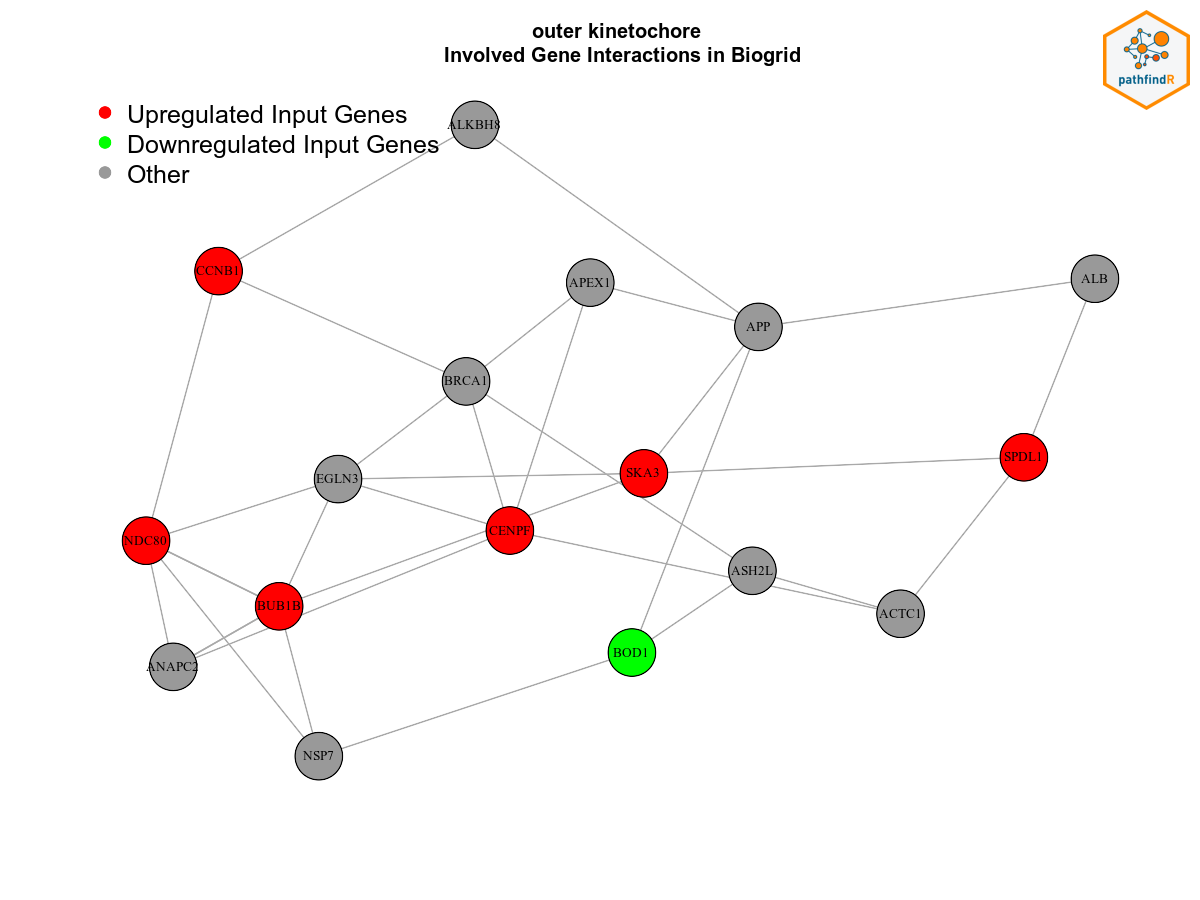 outer kinetochore
Involved Gene Interactions in Biogrid
pathfindR
Upregulated Input Genes
Downregulated Input Genes
Other
ALKBH8
CCNB1
APEX1
ALB
APP
BRCA1
SPDL1
SKA3
EGLN3
CENPF
NDC80
ASH2L
BUB1B
ACTC1
BOD1
ANAPC2
NSP7